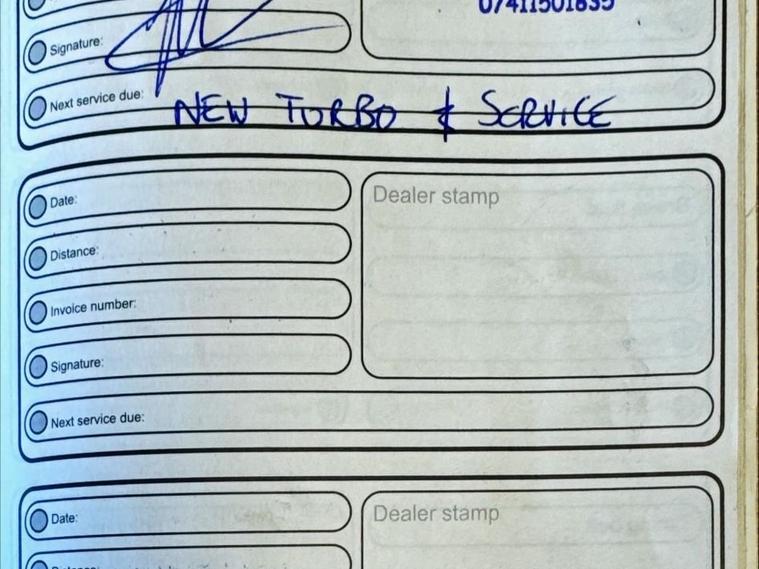 07411501835
Signature:
Next service due:
NEW TURBO & SERVICE
Date:
Dealer stamp
Distance:
Invoice number:
Signature:
Next service due:
Date:
Dealer stamp